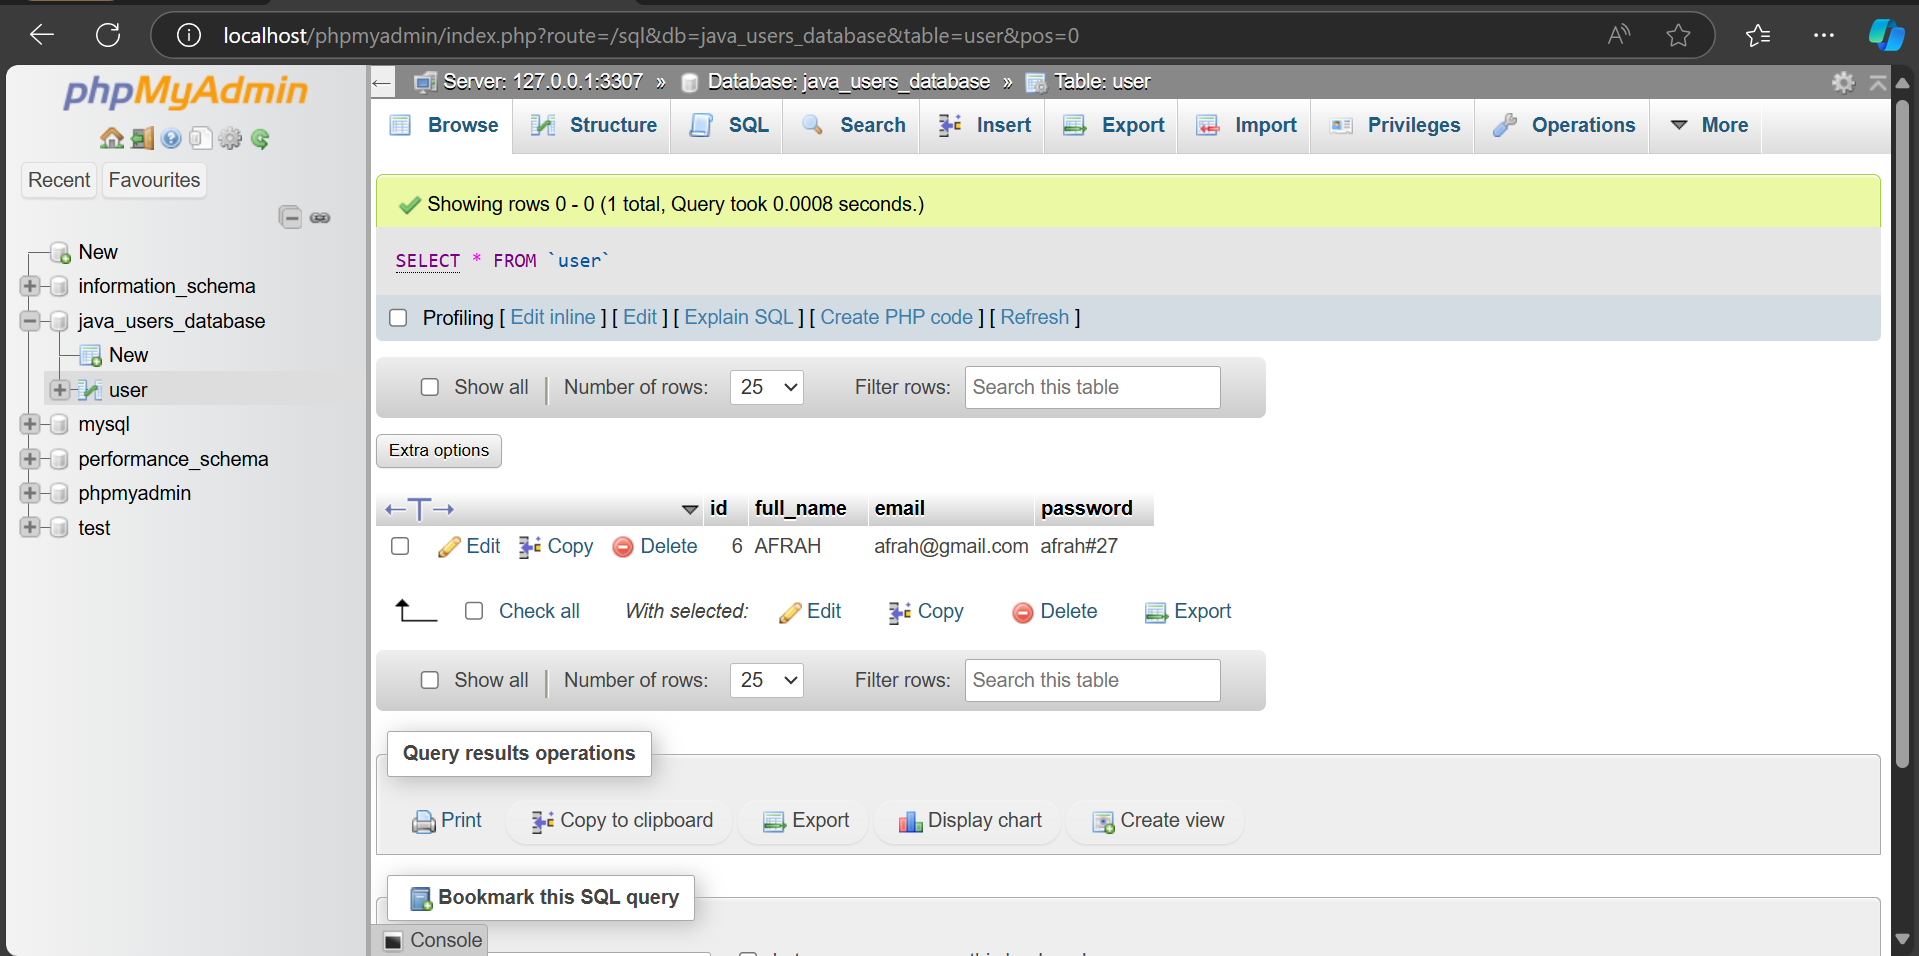 localhost/phpmyadmin/index.php?route=/sql&db=java_users_database&table=user&pos=0
phpMyAdmin
Recent Favourites
New
information_schema
java_users_database
New
user
mysql
performance_schema
phpmyadmin
test
Server: 127.0.0.1:3307 » Database: java_users_database » Table: user
Browse Structure SQL Search Insert Export Import Privileges Operations More
Showing rows 0 - 0 (1 total, Query took 0.0008 seconds.)
SELECT * FROM `user`
Profiling [ Edit inline ] [ Edit ] [ Explain SQL ] [ Create PHP code ] [ Refresh ]
Show all | Number of rows: 25 Filter rows: Search this table
Extra options
id full_name email password
Edit Copy Delete 6 AFRAH afrah@gmail.com afrah#27
Check all With selected: Edit Copy Delete Export
Show all | Number of rows: 25 Filter rows: Search this table
Query results operations
Print Copy to clipboard Export Display chart Create view
Bookmark this SQL query
Console